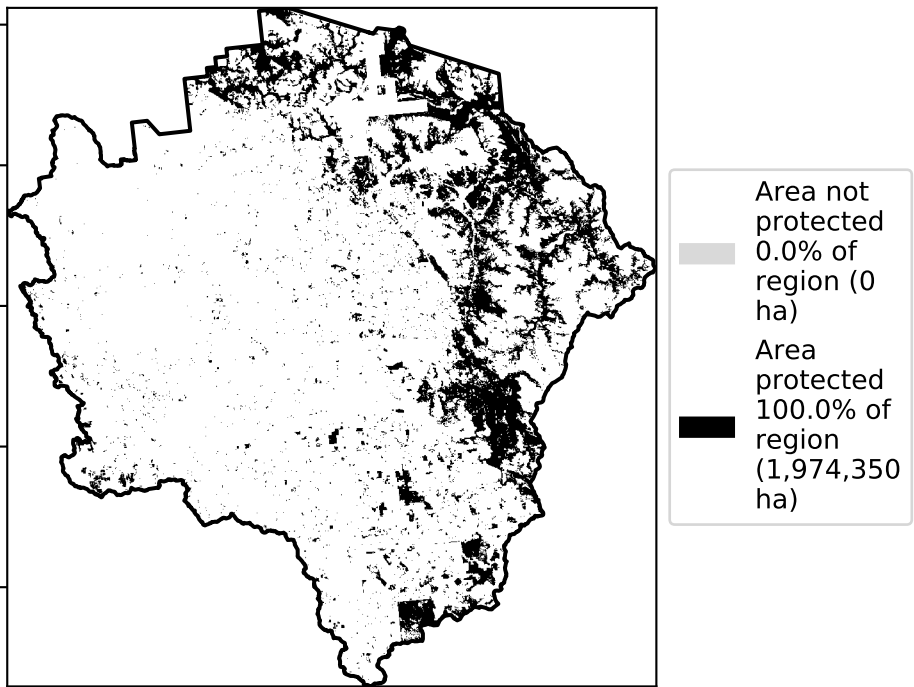 Area not
protected
0.0% of
region (0
ha)
Area
protected
100.0% of
region
(1,974,350
ha)